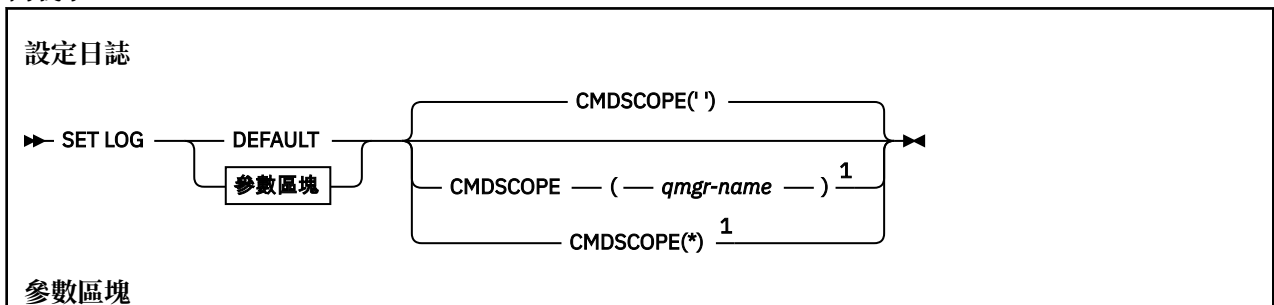 設定日誌
CMDSCOPE(' ')
SET LOG DEFAULT
參數區塊
CMDSCOPE ( qmgr-name ) 1
CMDSCOPE(*) 1
參數區塊